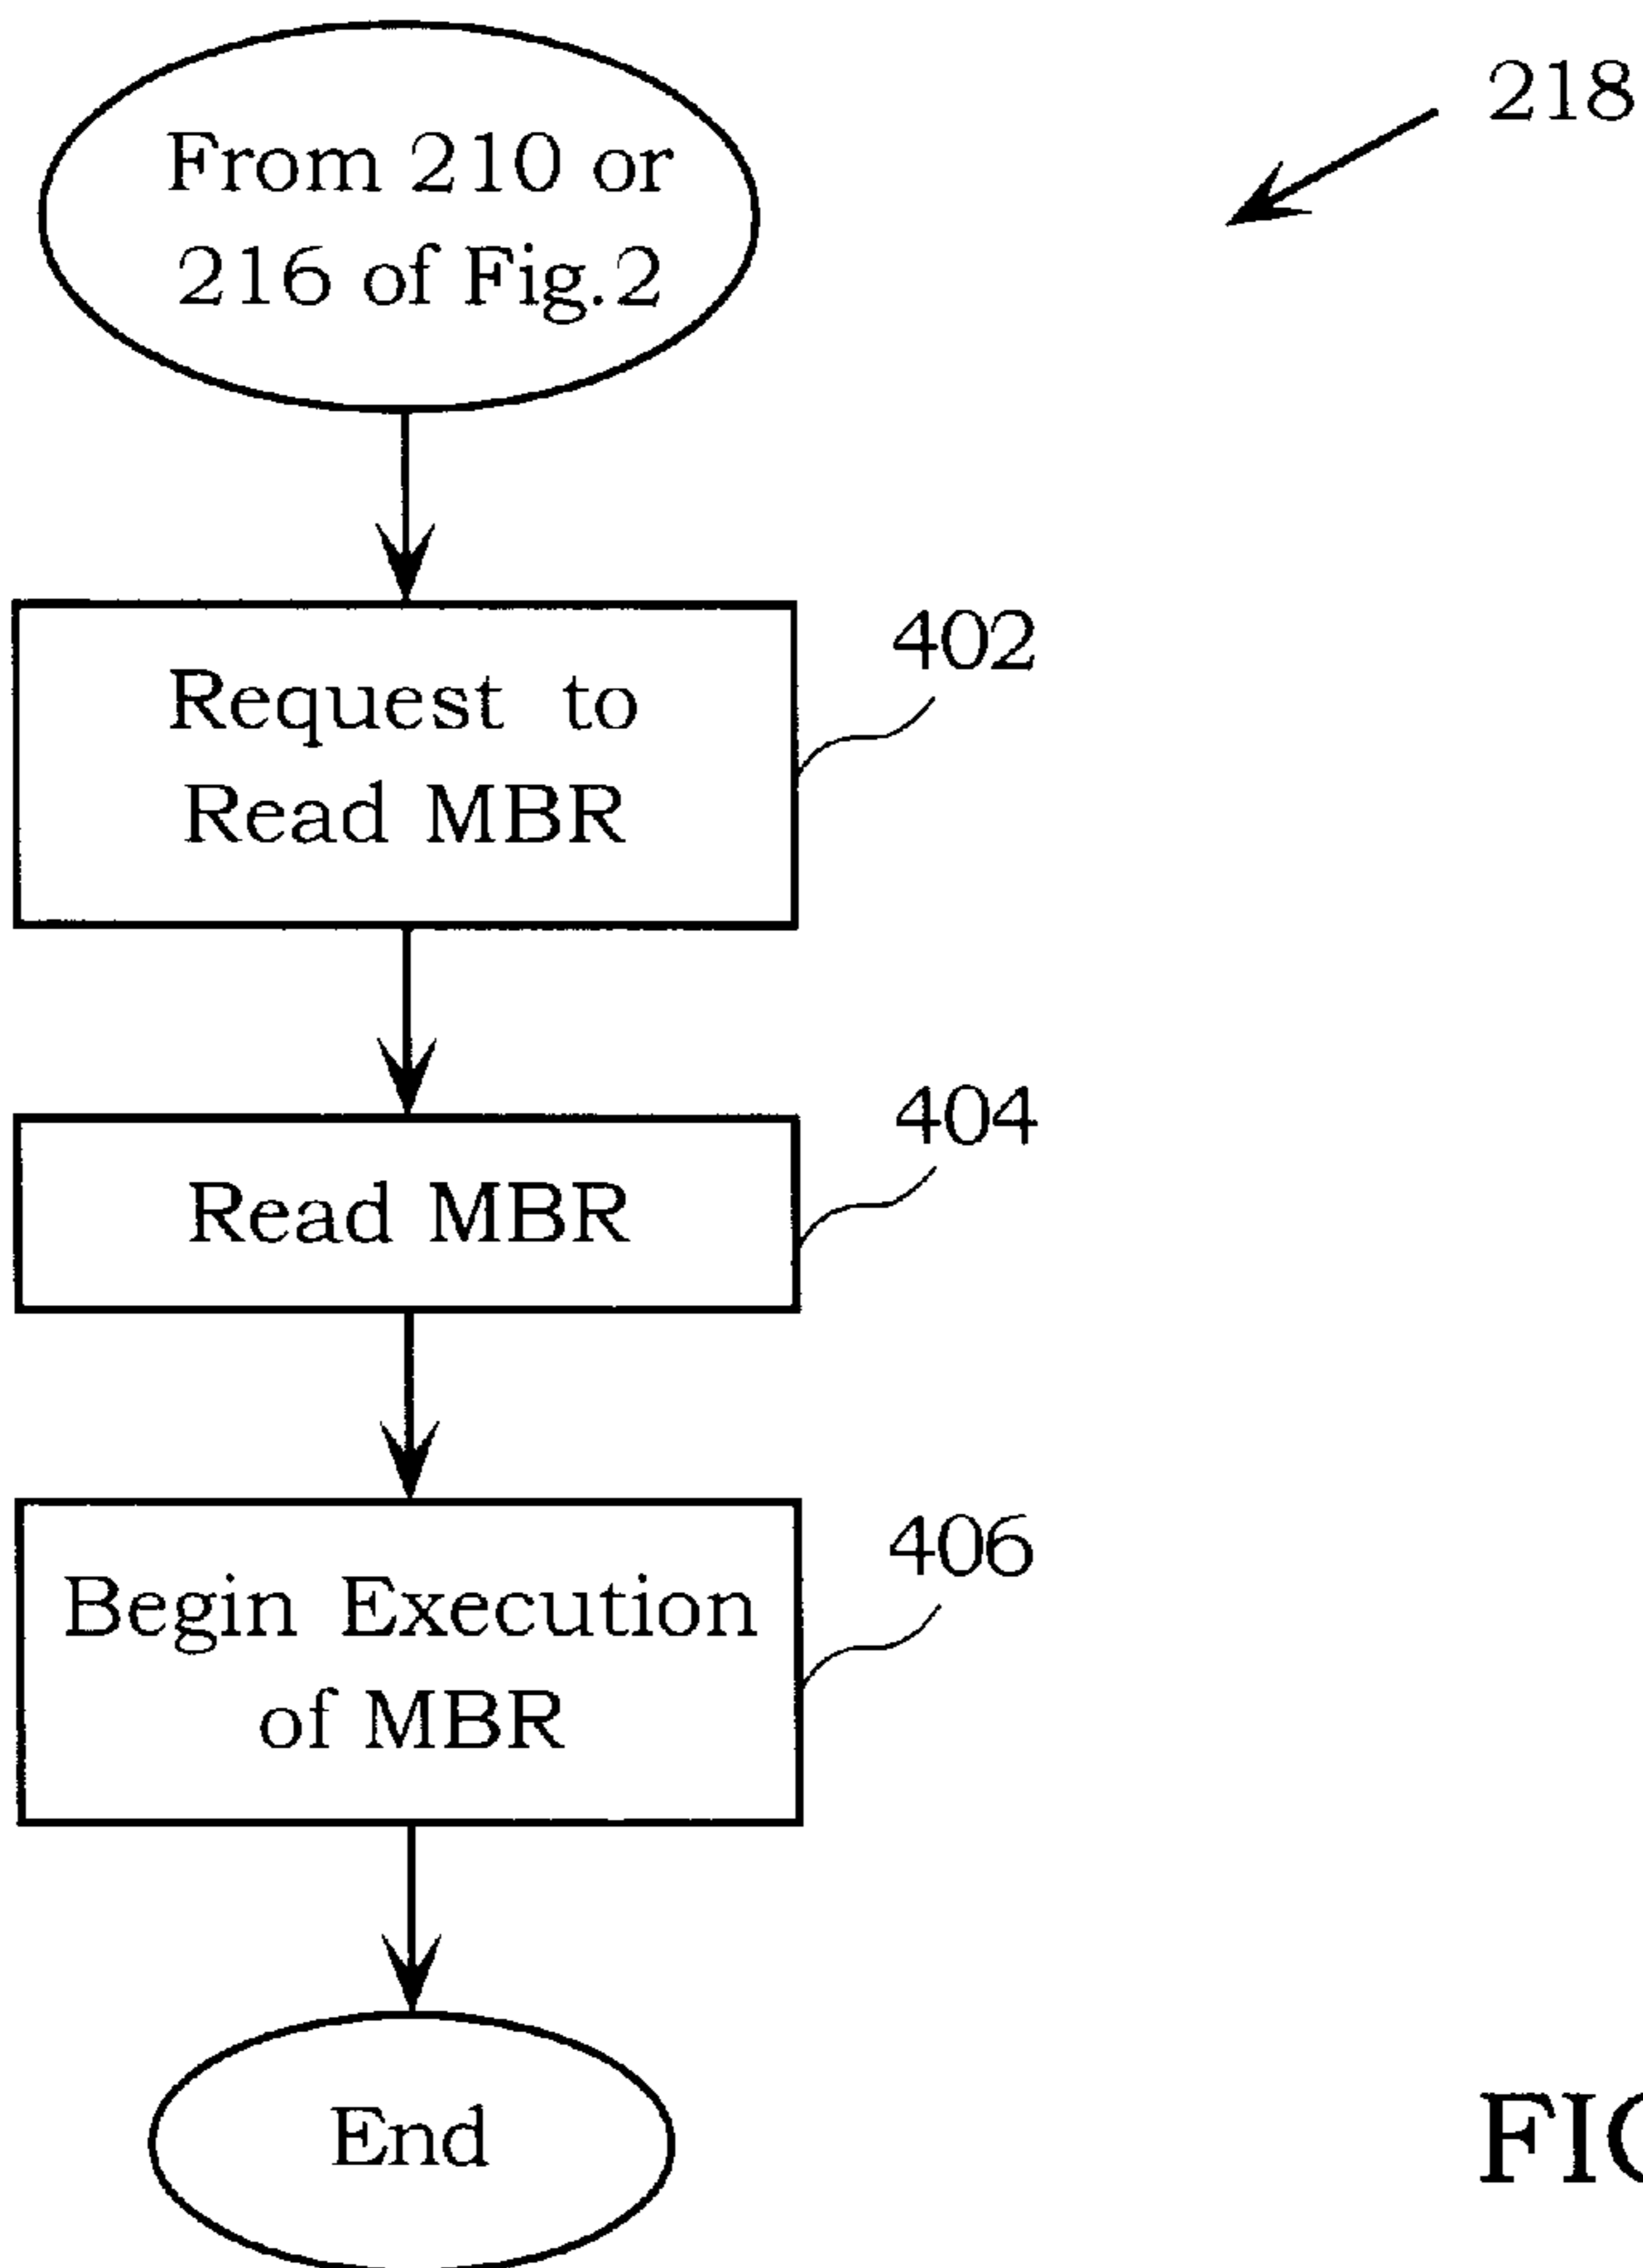 218
From 210 or
216 of Fig.2
402
Request to
Read MBR
404
Read MBR
406
Begin Execution
of MBR
End